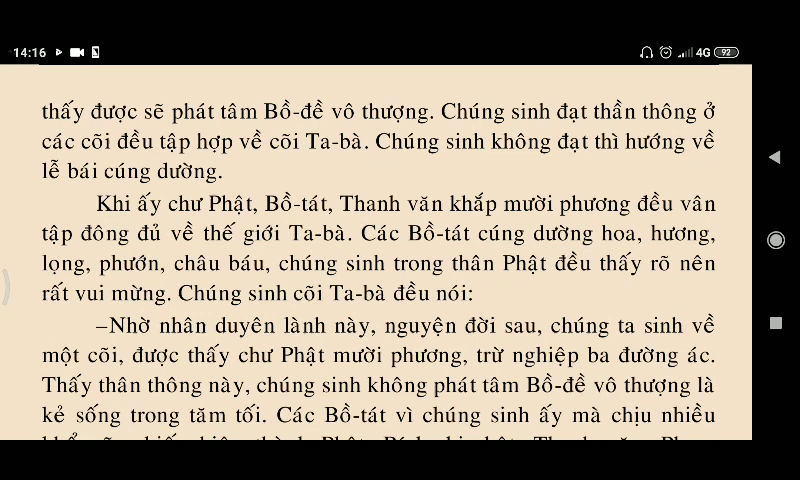 14:16
4G 92
thấy được sẽ phát tâm Bồ-đề vô thượng. Chúng sinh đạt thần thông ở
các cõi đều tập hợp về cõi Ta-bà. Chúng sinh không đạt thì hướng về
lễ bái cúng dường.
Khi ấy chư Phật, Bồ-tát, Thanh văn khắp mười phương đều vân
tập đông đủ về thế giới Ta-bà. Các Bồ-tát cúng dường hoa, hương,
lọng, phướn, châu báu, chúng sinh trong thân Phật đều thấy rõ nên
rất vui mừng. Chúng sinh cõi Ta-bà đều nói:
–Nhờ nhân duyên lành này, nguyện đời sau, chúng ta sinh về
một cõi, được thấy chư Phật mười phương, trừ nghiệp ba đường ác.
Thấy thân thông này, chúng sinh không phát tâm Bồ-đề vô thượng là
kẻ sống trong tăm tối. Các Bồ-tát vì chúng sinh ấy mà chịu nhiều